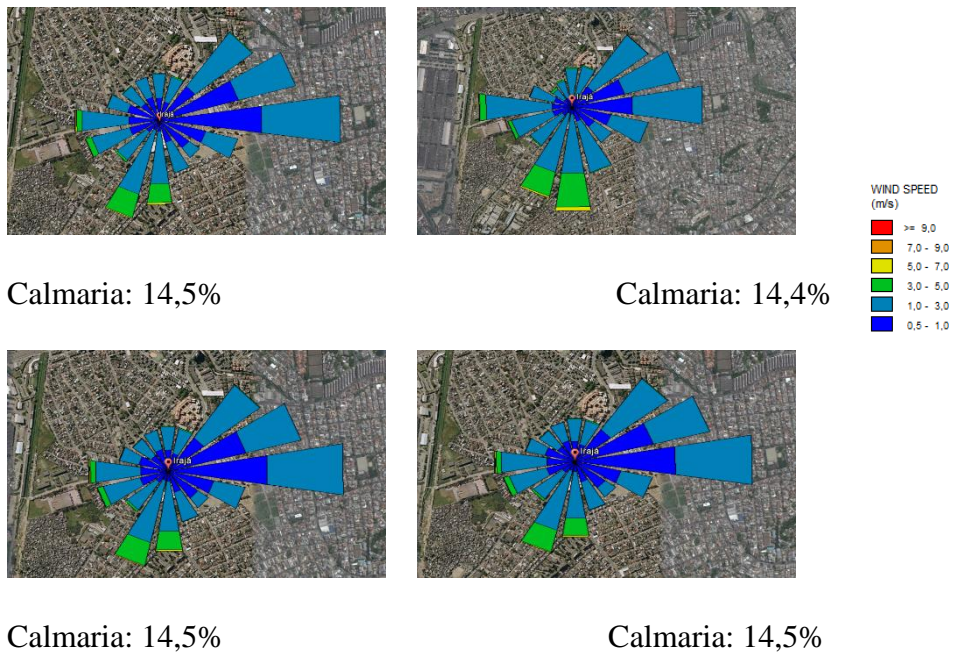 Irajá
Irajá
WIND SPEED
(m/s)
>= 9,0
7,0 - 9,0
5,0 - 7,0
3,0 - 5,0
1,0 - 3,0
0,5 - 1,0
Calmaria: 14,5%
Calmaria: 14,4%
Irajá
Irajá
Calmaria: 14,5%
Calmaria: 14,5%